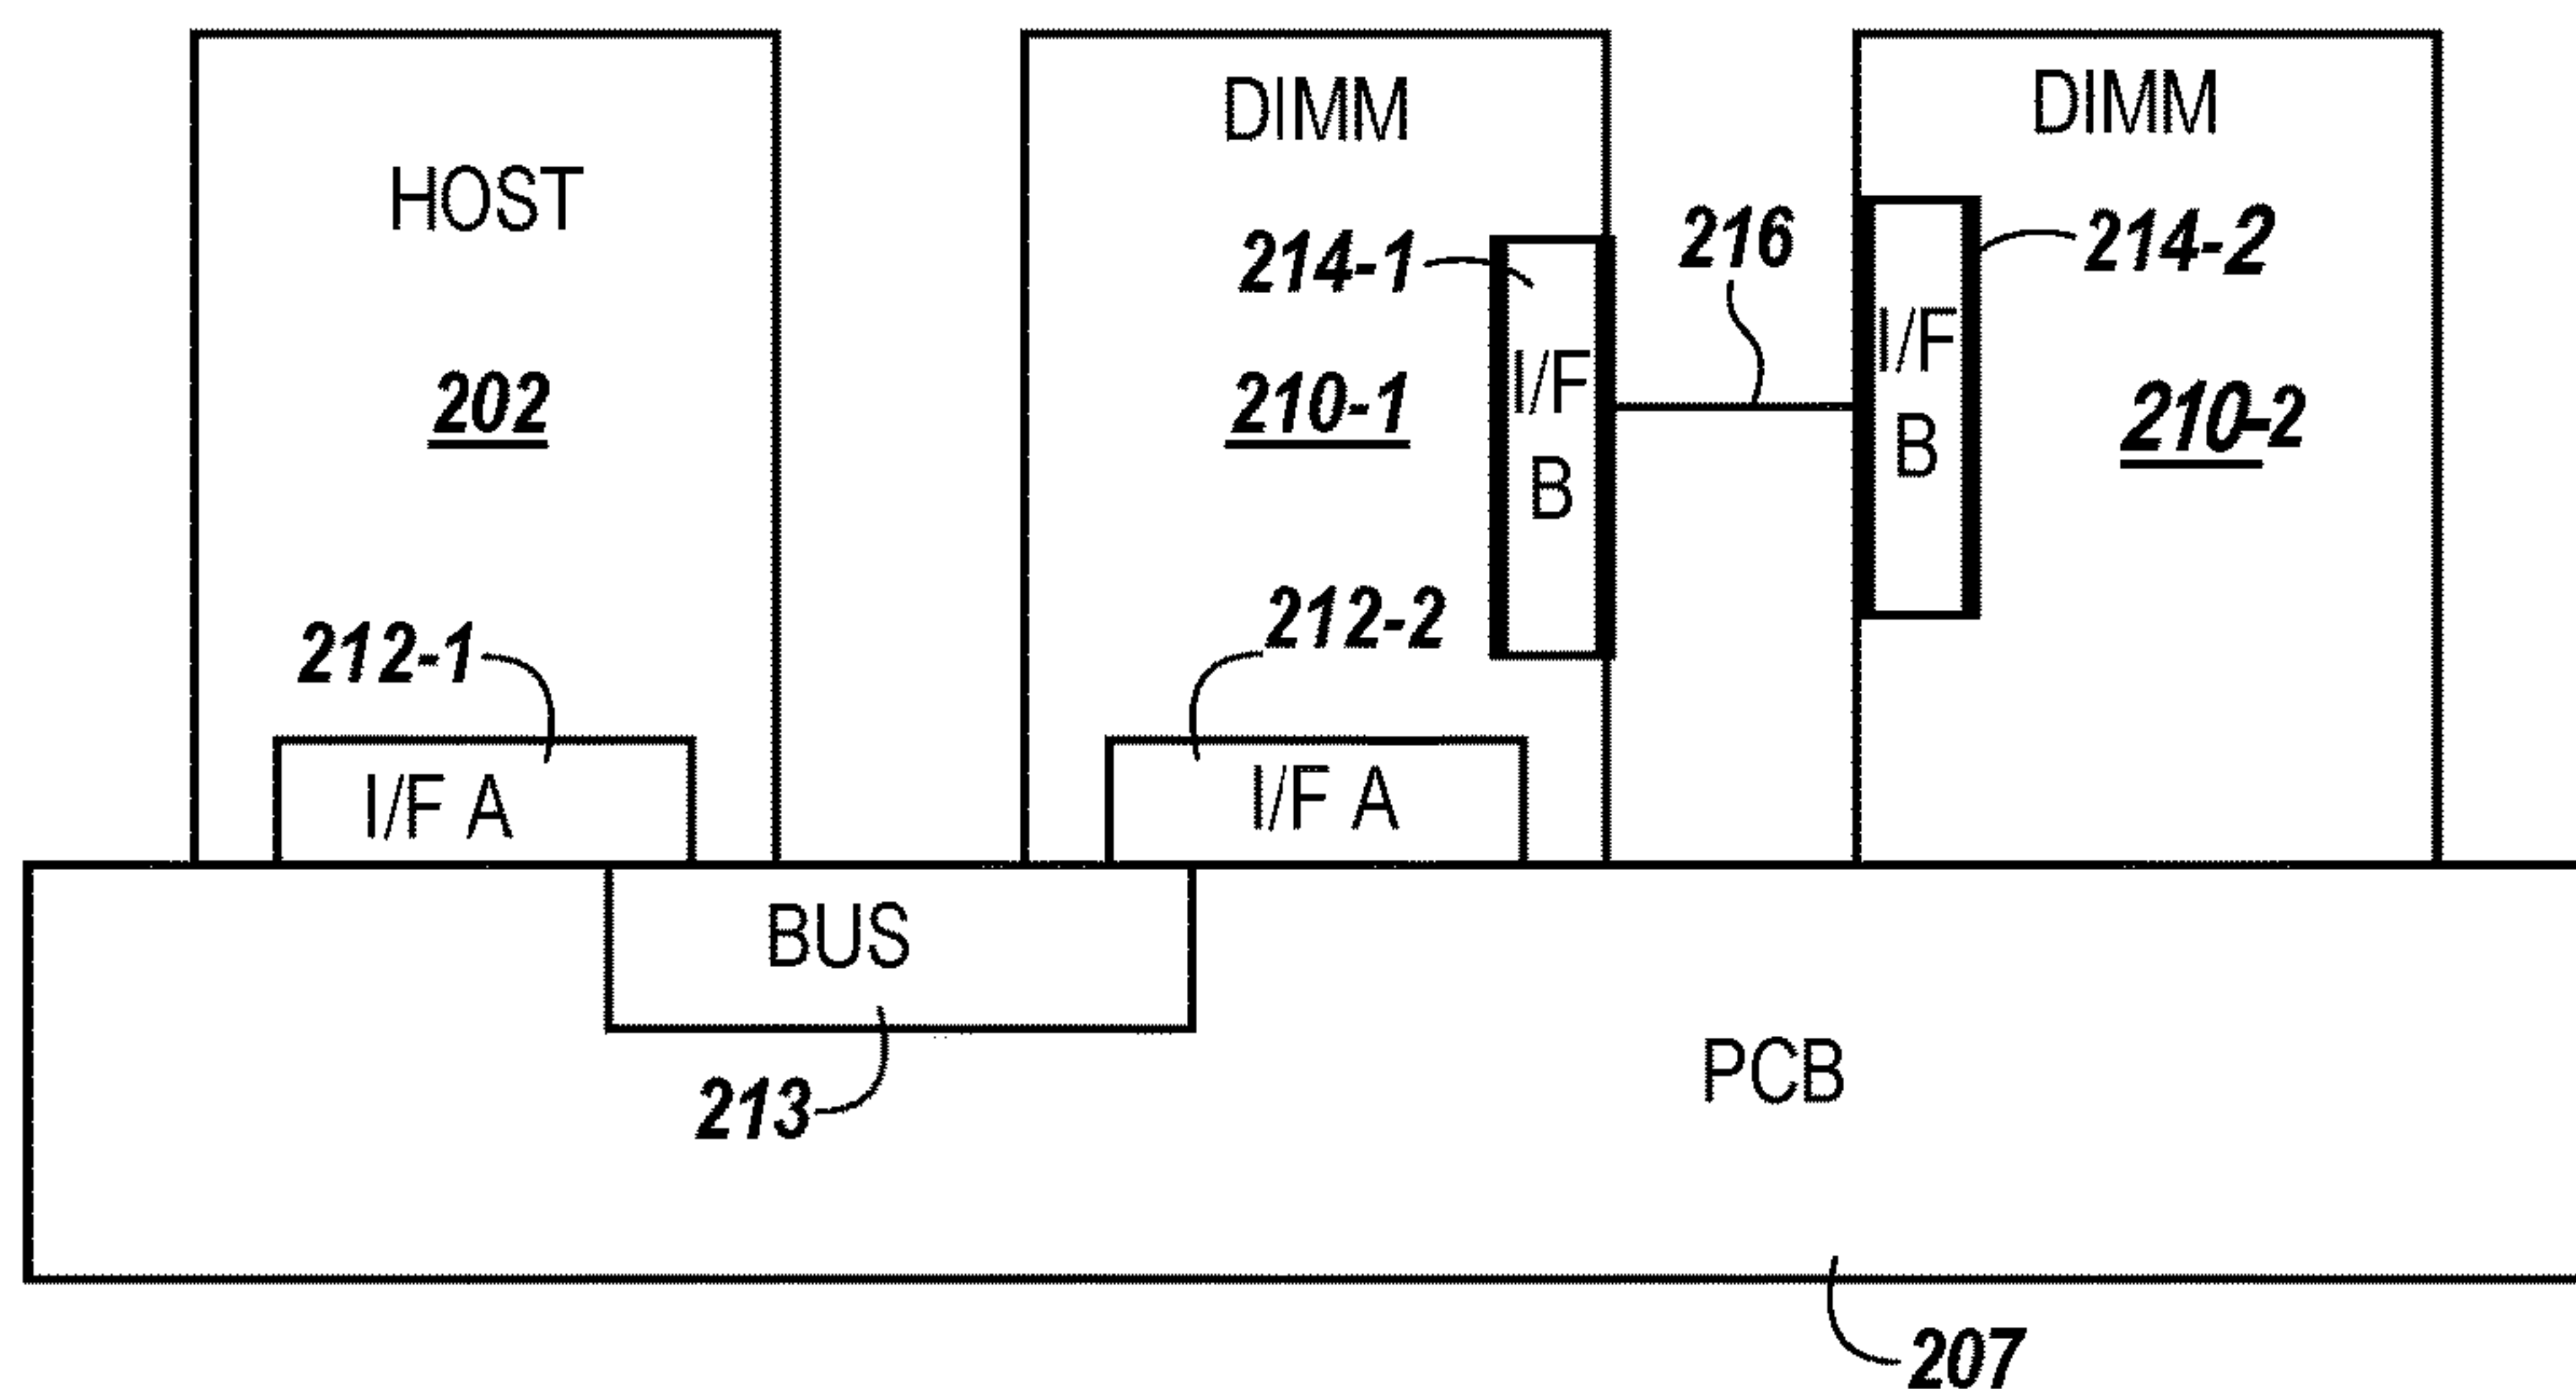 HOST
202
212-1
I/F A
DIMM
214-1
210-1
I/F
B
212-2
I/F A
216
DIMM
214-2
I/F
B
210-2
BUS
213
PCB
207